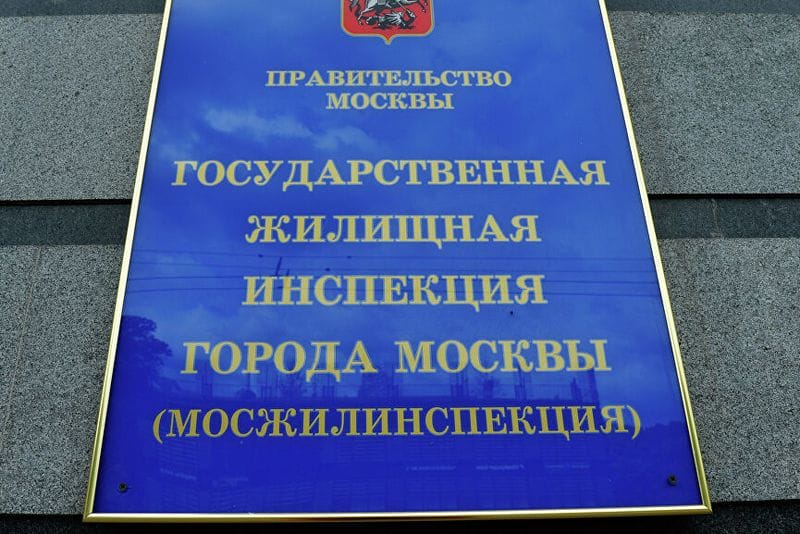 ПРАВИТЕЛЬСТВО
МОСКВЫ
ГОСУДАРСТВЕННАЯ
ЖИЛИЩНАЯ
ИНСПЕКЦИЯ
ГОРОДА МОСКВЫ
(МОСЖИЛИНСПЕКЦИЯ)